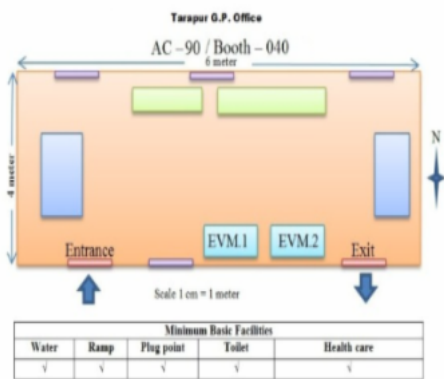 Tarapur G.P. Office
AC – 90 / Booth – 040
6 meter
4 meter
N
EVM.1 EVM.2
Entrance Exit
Scale 1 cm = 1 meter
Minimum Basic Facilities
Water Ramp Plug point Toilet Health care
√ √ √ √ √